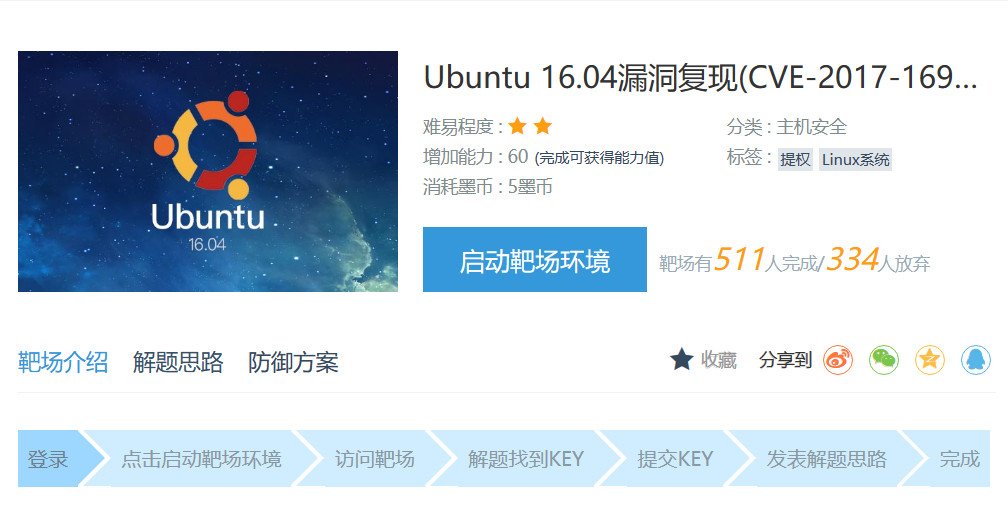 Ubuntu
16.04
Ubuntu 16.04漏洞复现(CVE-2017-169...
难易程度 :
分类 : 主机安全
增加能力 : 60 (完成可获得能力值)
标签 : 提权 Linux系统
消耗墨币 : 5墨币
启动靶场环境
靶场有511人完成/334人放弃
靶场介绍 解题思路 防御方案
收藏 分享到
登录 点击启动靶场环境 访问靶场 解题找到KEY 提交KEY 发表解题思路 完成